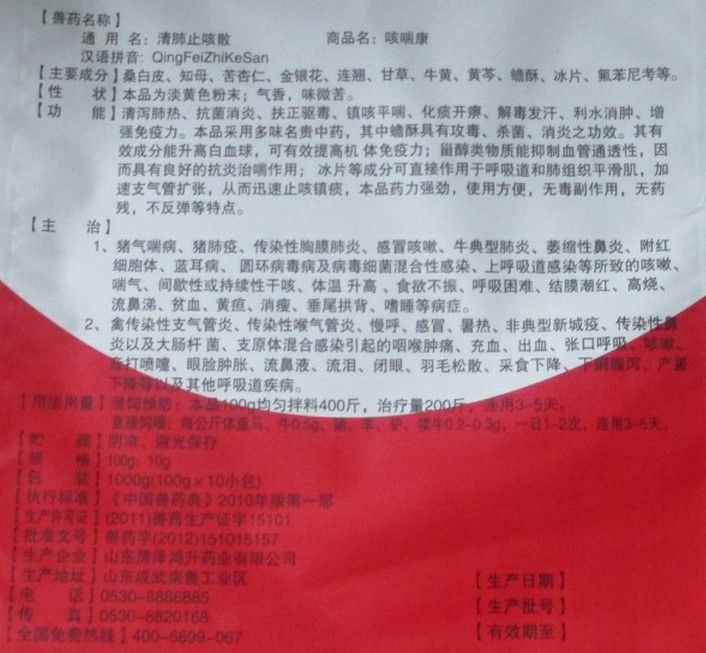 【兽药名称】
通 用 名：清肺止咳散 商品名：咳喘康
汉语拼音: QingFeiZhiKeSan
【主要成分】桑白皮、知母、苦杏仁、金银花、连翘、甘草、牛黄、黄芩、蟾酥、冰片、氟苯尼考等。
【性 状】本品为淡黄色粉末；气香，味微苦。
【功 能】清泻肺热、抗菌消炎、扶正驱毒、镇咳平喘、化痰开痹、解毒发汗、利水消肿、增
强免疫力。本品采用多味名贵中药，其中蟾酥具有攻毒、杀菌、消炎之功效。其有
效成分能升高白血球，可有效提高机 体免疫力；甾醇类物质能抑制血管通透性，因
而具有良好的抗炎治喘作用； 冰片等成分可直接作用于呼吸道和肺组织平滑肌，加
速支气管扩张，从而迅速止咳镇痰，本品药力强劲，使用方便，无毒副作用，无药
残，不反弹等特点。
【主 治】
1、猪气喘病、猪肺疫、传染性胸膜肺炎、感冒咳嗽、牛典型肺炎、萎缩性鼻炎、附红
细胞体、蓝耳病、 圆环病毒病及病毒细菌混合性感染、上呼吸道感染等所致的咳嗽、
喘气、间歇性或持续性干咳、体温 升高 、食欲不振、呼吸困难、结膜潮红、高烧、
流鼻涕、贫血、黄疸、消瘦、垂尾拱背、嗜睡等病症。
2、禽传染性支气管炎、传染性喉气管炎、慢呼、感冒、暑热、非典型新城疫、传染性鼻
炎以及大肠杆 菌、支原体混合感染引起的咽喉肿痛、充血、出血、张口呼吸、咳嗽、
音打喷嚏、眼脸肿胀、流鼻液、流泪、闭眼、羽毛松散、采食下降、下痢腹泻、产蛋
下降等以及其他呼吸道疾病。
【用法用量】混饲预防：本品100g均匀拌料400斤，治疗量200斤，连用3-5天。
直接饲喂：每公斤体重马、牛0.5g、猪、羊、驴、犊牛0.2-0.3g，一日1-2次，连用3-5天。
【贮 藏】阴凉、避光保存
【规 格】100g：10g
【包 装】1000g(100g×10小包)
【执行标准】《中国兽药典》2010年版第一部
【生产许可证】(2011)兽药生产证字15101
【批准文号】兽药字(2012)151015157
【生产企业】山东菏泽鸿升药业有限公司
【生产地址】山东成武南鲁工业区
【电 话】0530-8886885
【传 真】0530-8820168
【全国免费热线】400-6699-067
【生产日期】
【生产批号】
【有效期至】